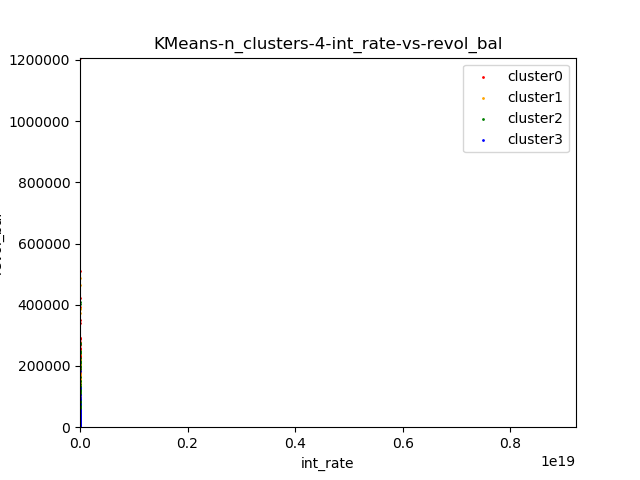 KMeans-n_clusters-4-int_rate-vs-revol_bal
1200000
1000000
800000
600000
400000
200000
0
0.0 0.2 0.4 0.6 0.8
1e19
int_rate
cluster0
cluster1
cluster2
cluster3